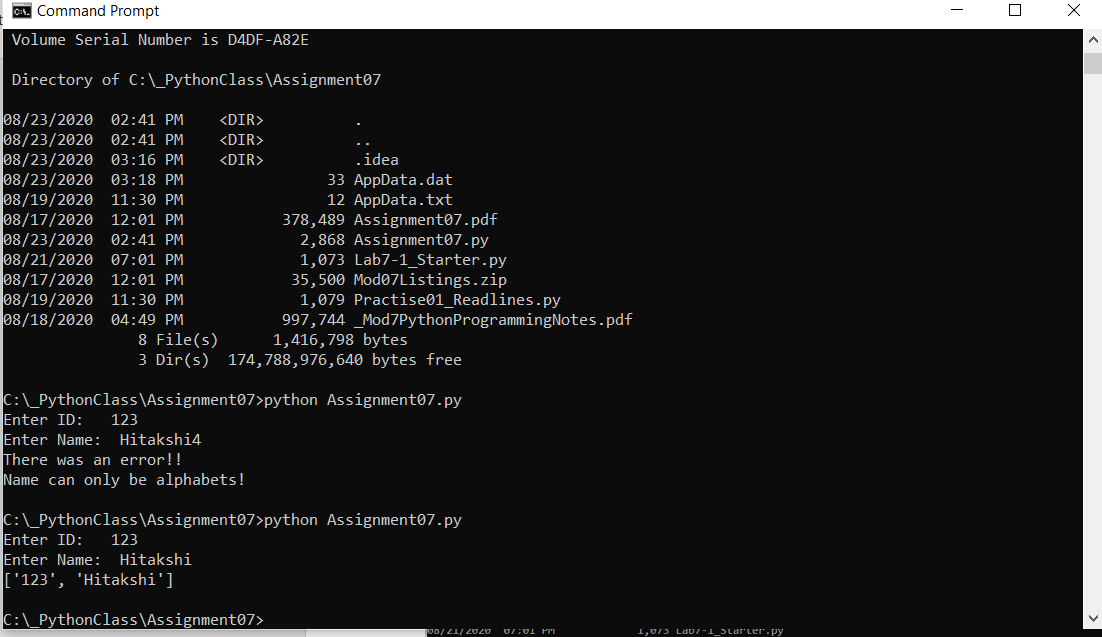 Command Prompt
Volume Serial Number is D4DF-A82E
Directory of C:\_PythonClass\Assignment07
08/23/2020  02:41 PM    <DIR>          .
08/23/2020  02:41 PM    <DIR>          ..
08/23/2020  03:16 PM    <DIR>          .idea
08/23/2020  03:18 PM                33 AppData.dat
08/19/2020  11:30 PM                12 AppData.txt
08/17/2020  12:01 PM           378,489 Assignment07.pdf
08/23/2020  02:41 PM             2,868 Assignment07.py
08/21/2020  07:01 PM             1,073 Lab7-1_Starter.py
08/17/2020  12:01 PM            35,500 Mod07Listings.zip
08/19/2020  11:30 PM             1,079 Practise01_Readlines.py
08/18/2020  04:49 PM           997,744 _Mod7PythonProgrammingNotes.pdf
8 File(s)      1,416,798 bytes
3 Dir(s)  174,788,976,640 bytes free
C:\_PythonClass\Assignment07>python Assignment07.py
Enter ID:   123
Enter Name:  Hitakshi4
There was an error!!
Name can only be alphabets!
C:\_PythonClass\Assignment07>python Assignment07.py
Enter ID:   123
Enter Name:  Hitakshi
['123', 'Hitakshi']
C:\_PythonClass\Assignment07>
08/21/2020  07:01 PM             1,073 Lab7-1_Starter.py